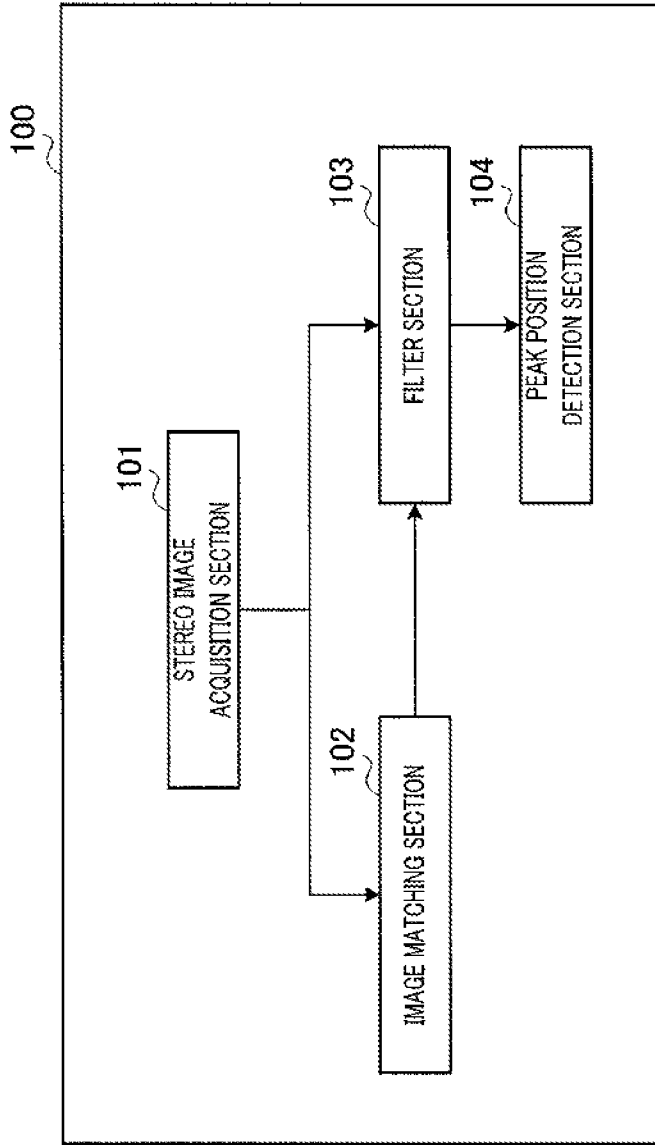 100
101
STEREO IMAGE
ACQUISITION SECTION
102
IMAGE MATCHING SECTION
103
FILTER SECTION
104
PEAK POSITION
DETECTION SECTION